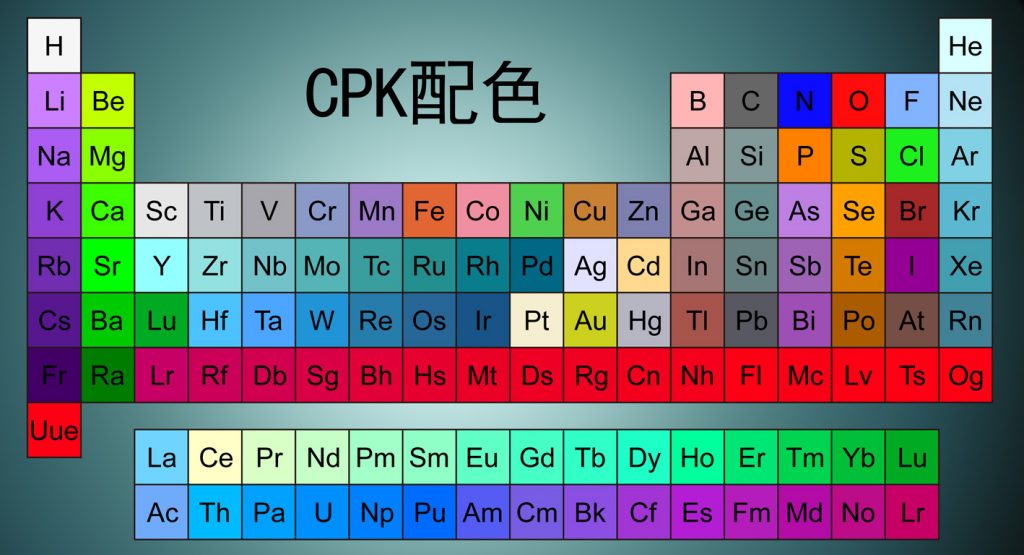 H He
CPK配色
Li Be B C N O F Ne
Na Mg Al Si P S Cl Ar
K Ca Sc Ti V Cr Mn Fe Co Ni Cu Zn Ga Ge As Se Br Kr
Rb Sr Y Zr Nb Mo Tc Ru Rh Pd Ag Cd In Sn Sb Te I Xe
Cs Ba Lu Hf Ta W Re Os Ir Pt Au Hg Tl Pb Bi Po At Rn
Fr Ra Lr Rf Db Sg Bh Hs Mt Ds Rg Cn Nh Fl Mc Lv Ts Og
Uue
La Ce Pr Nd Pm Sm Eu Gd Tb Dy Ho Er Tm Yb Lu
Ac Th Pa U Np Pu Am Cm Bk Cf Es Fm Md No Lr